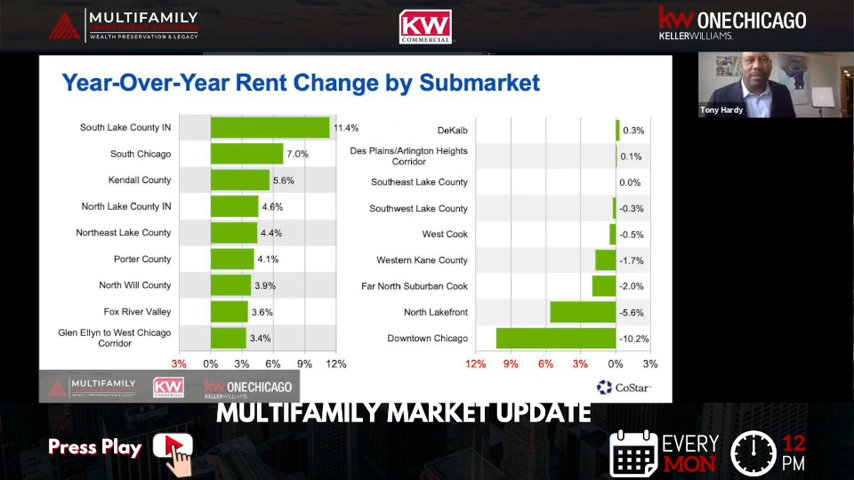 MULTIFAMILY
WEALTH PRESERVATION & LEGACY
KW
COMMERCIAL
kw ONECHICAGO
KELLERWILLIAMS.
Year-Over-Year Rent Change by Submarket
South Lake County IN 11.4%
South Chicago 7.0%
Kendall County 5.6%
North Lake County IN 4.6%
Northeast Lake County 4.4%
Porter County 4.1%
North Will County 3.9%
Fox River Valley 3.6%
Glen Ellyn to West Chicago
Corridor 3.4%
3% 0% 3% 6% 9% 12%
DeKalb 0.3%
Des Plains/Arlington Heights
Corridor 0.1%
Southeast Lake County 0.0%
Southwest Lake County -0.3%
West Cook -0.5%
Western Kane County -1.7%
Far North Suburban Cook -2.0%
North Lakefront -5.6%
Downtown Chicago -10.2%
12% 9% 6% 3% 0% 3%
Tony Hardy
MULTIFAMILY
KW
COMMERCIAL
kw ONECHICAGO
KELLERWILLIAMS.
CoStar
MULTIFAMILY MARKET UPDATE
Press Play
EVERY
MON
12
PM